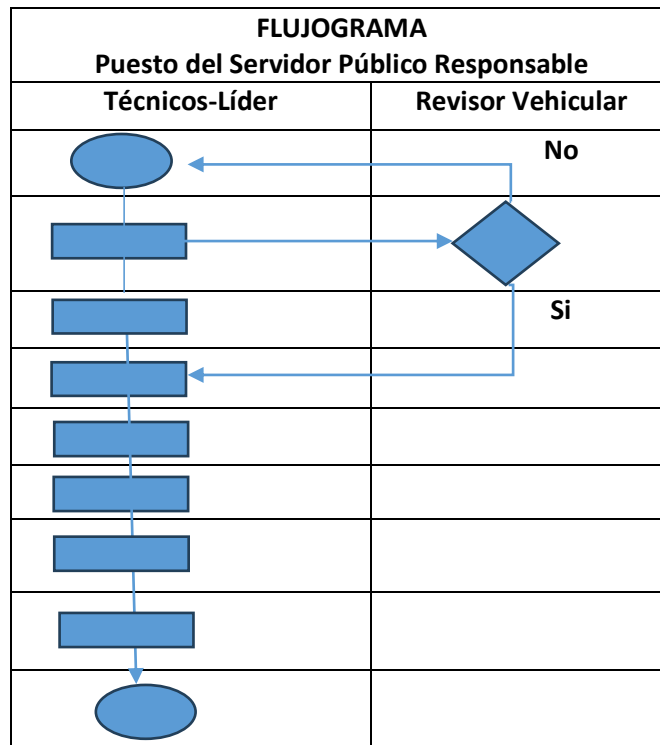 FLUJOGRAMA
Puesto del Servidor Público Responsable
Técnicos-Líder
Revisor Vehicular
No
Si